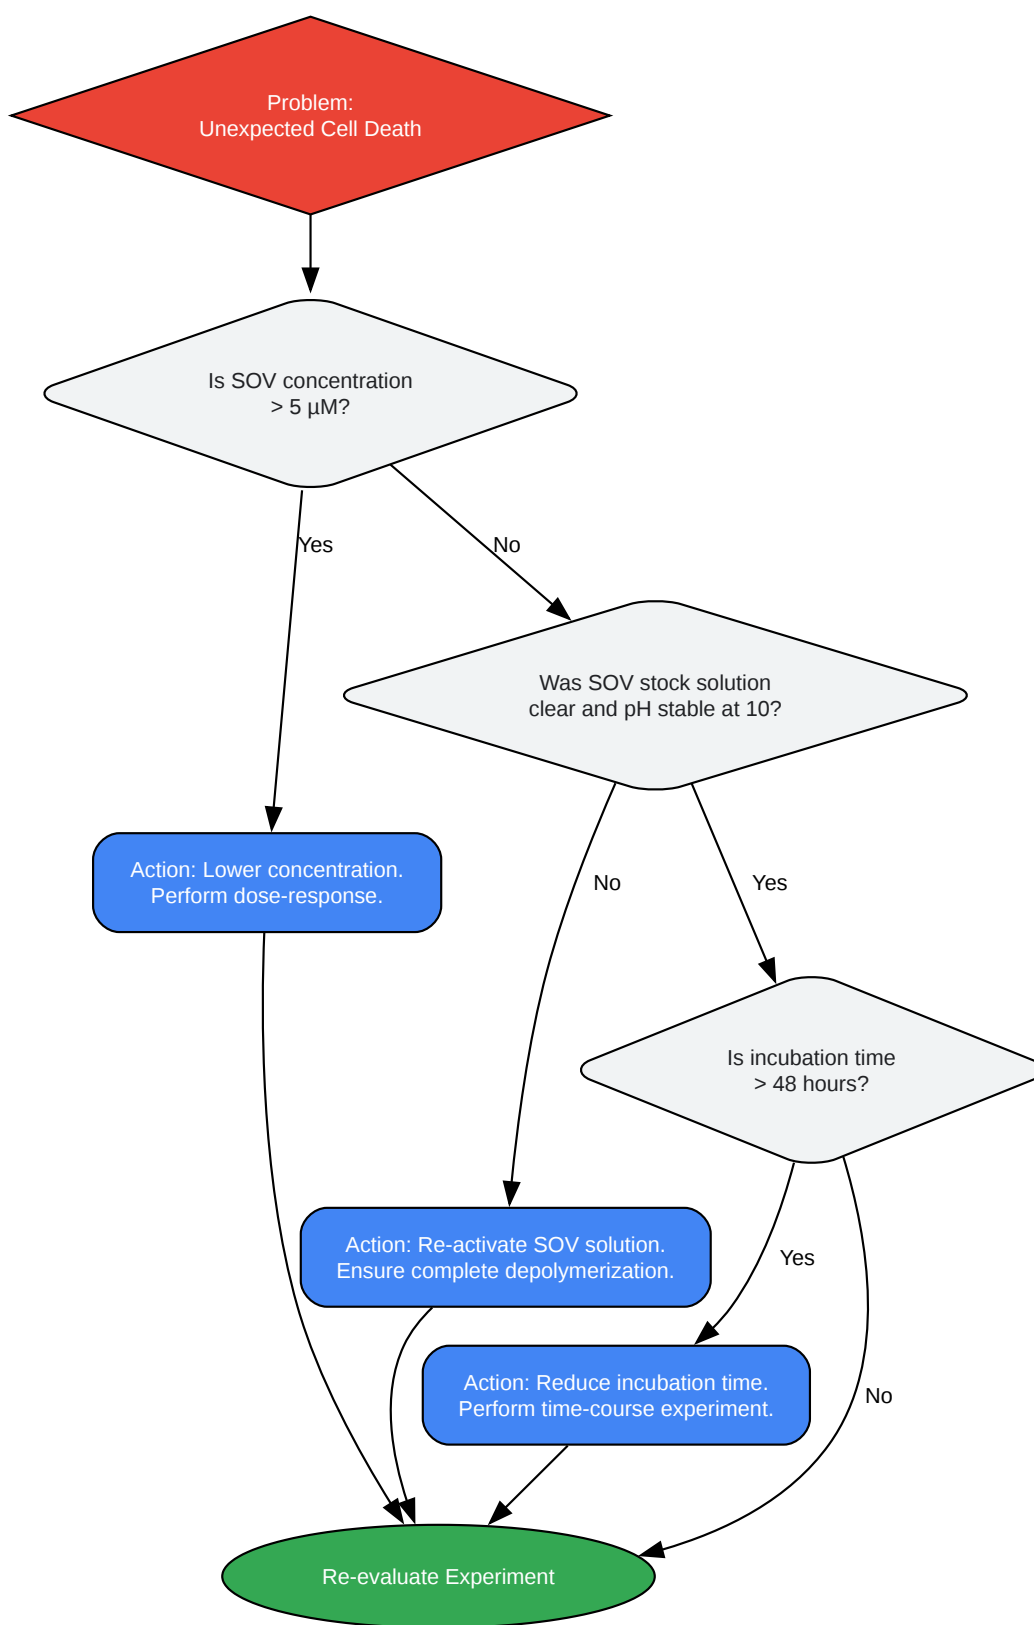 Problem:
Unexpected Cell Death
Is SOV concentration
> 5 µM?
Yes
No
Was SOV stock solution
clear and pH stable at 10?
Action: Lower concentration.
Perform dose-response.
No
Yes
Is incubation time
> 48 hours?
Action: Re-activate SOV solution.
Ensure complete depolymerization.
Yes
Action: Reduce incubation time.
Perform time-course experiment.
No
Re-evaluate Experiment